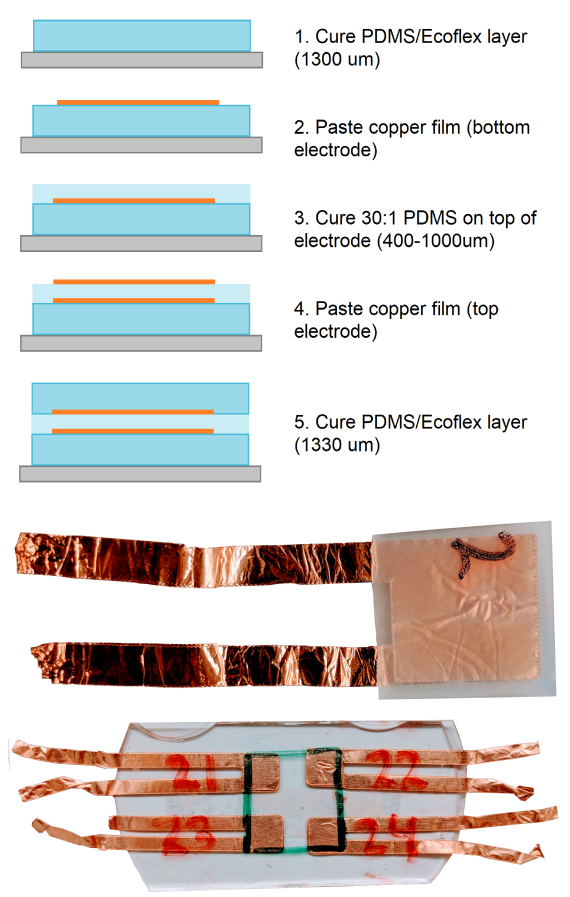 1. Cure PDMS/Ecoflex layer
(1300 um)
2. Paste copper film (bottom
electrode)
3. Cure 30:1 PDMS on top of
electrode (400-1000um)
4. Paste copper film (top
electrode)
5. Cure PDMS/Ecoflex layer
(1330 um)
21
22
23
24